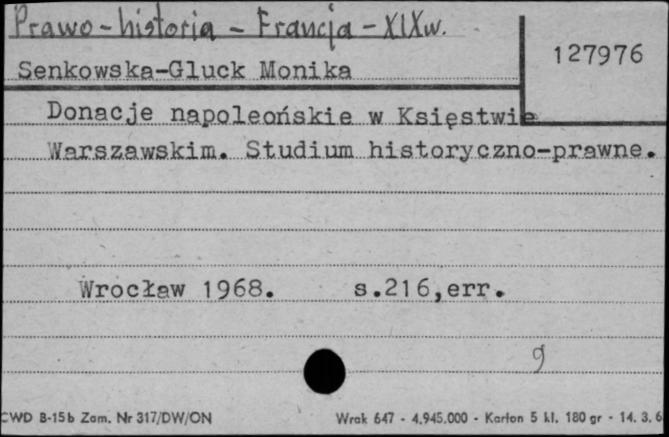 Prawo - historia - Francja - XIXw.
127976
Senkowska-Gluck Monika
Donacje napoleońskie w Księstwie
Warszawskim. Studium historyczno-prawne.
Wrocław 1968. s.216,err.
9
CWD B-15b Zam. Nr 317/DW/ON Wrak 647 - 4.945.000 - Karton 5 kl. 180 gr - 14. 3. 6